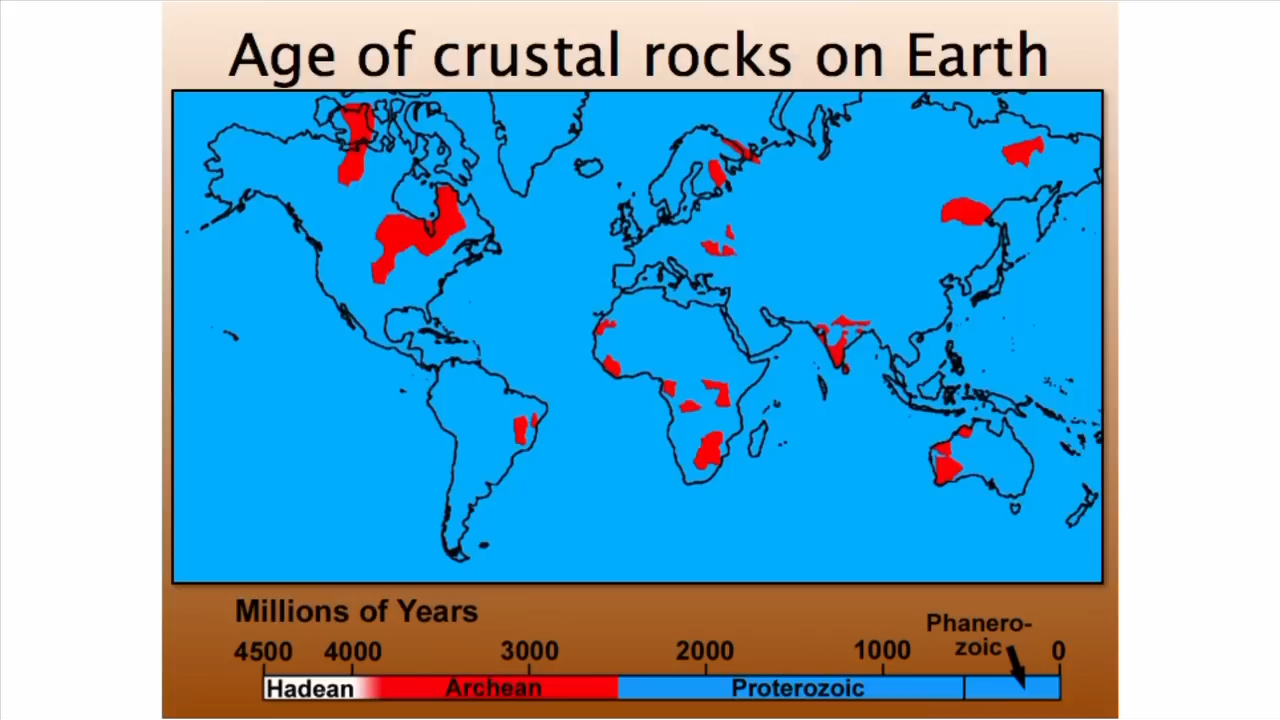 Age of crustal rocks on Earth
Millions of Years
Phanero-
zoic
4500 4000 3000 2000 1000 0
Hadean Archean Proterozoic